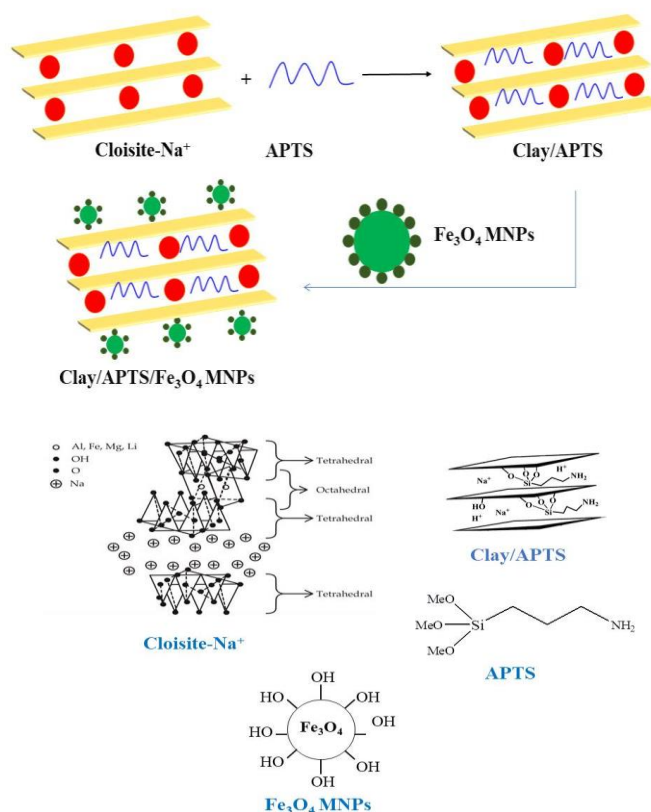 +
Cloisite-Na⁺
APTS
Clay/APTS
Fe₃O₄ MNPs
Clay/APTS/Fe₃O₄ MNPs
Al, Fe, Mg, Li
OH
O
Na
Tetrahedral
Octahedral
Tetrahedral
Tetrahedral
Cloisite-Na⁺
H⁺
Na⁺
Si
NH₂
HO
Na⁺
Si
NH₂
H⁺
Clay/APTS
MeO
MeO
Si
NH₂
MeO
APTS
OH
HO
OH
HO
Fe₃O₄
OH
HO
OH
OH
Fe₃O₄ MNPs